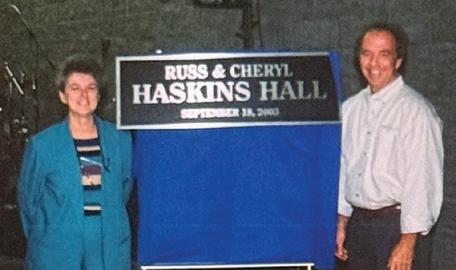 RUSS & CHERYL
HASKINS HALL
SEPTEMBER 18, 2003